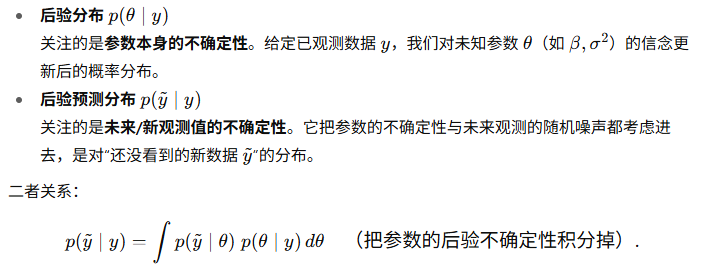 • 后验分布 p(θ | y)
关注的是参数本身的不确定性。给定已观测数据 y，我们对未知参数 θ（如 β, σ²）的信念更
新后的概率分布。
• 后验预测分布 p(ỹ | y)
关注的是未来/新观测值的不确定性。它把参数的不确定性与未来观测的随机噪声都考虑进
去，是对“还没看到的新数据 ỹ”的分布。
二者关系：
p(ỹ | y) = ∫ p(ỹ | θ) p(θ | y) dθ （把参数的后验不确定性积分掉）.